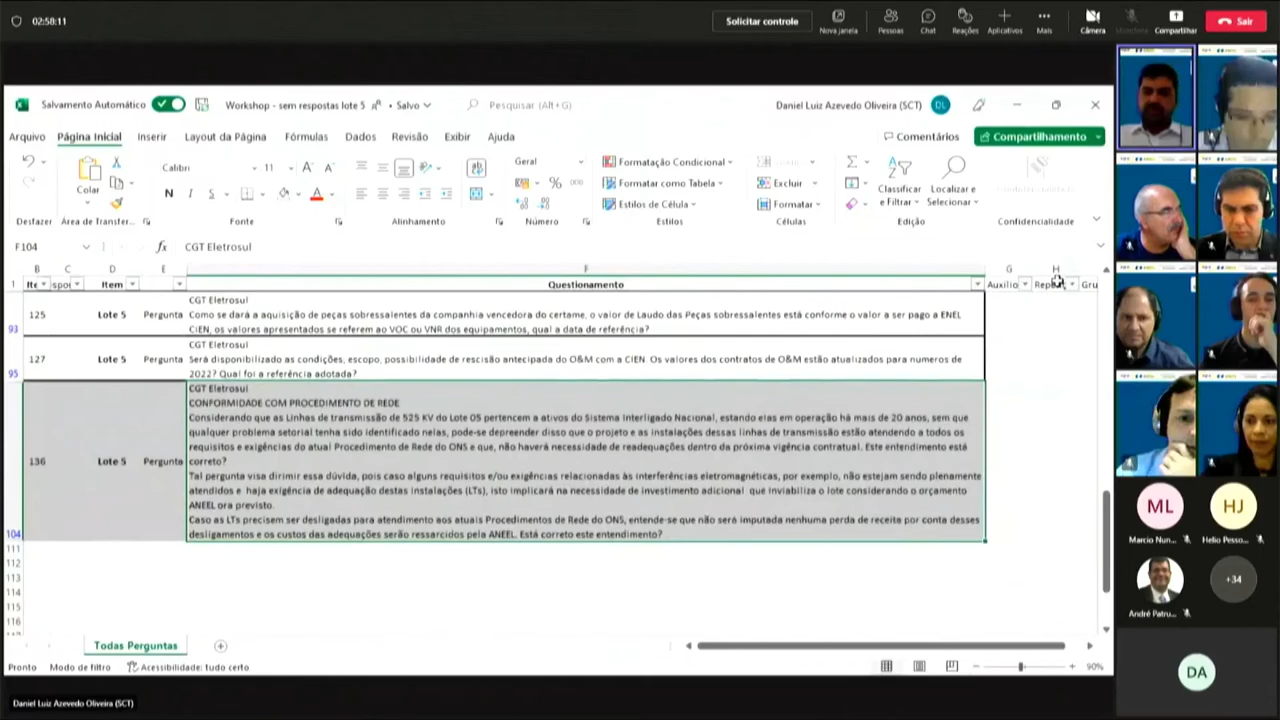 02:58:11
Solicitar controle
Nova janela
Pessoas
Chat
Reações
Aplicativos
Mais
Câmera
Microfone
Compartilhar
Sair
Salvamento Automático
Workshop - sem respostas lote 5 • Salvo
Pesquisar (Alt+G)
Daniel Luiz Azevedo Oliveira (SCT)
DL
Arquivo
Página Inicial
Inserir
Layout da Página
Fórmulas
Dados
Revisão
Exibir
Ajuda
Comentários
Compartilhamento
Colar
Calibri
11
N I S
Geral
Formatação Condicional
Formatar como Tabela
Estilos de Célula
Excluir
Formatar
Classificar e Filtrar
Localizar e Selecionar
Desfazer
Área de Transfer...
Fonte
Alinhamento
Número
Estilos
Células
Edição
Confidencialidade
F104
fx
CGT Eletrosul
B C D E F G H
1 Ite spo Item Questionamento Auxilio Gru
CGT Eletrosul
125 Lote 5 Pergunta Como se dará a aquisição de peças sobressalentes da companhia vencedora do certame, o valor de Laudo das Peças sobressalentes está conforme o valor a ser pago a ENEL
93 CIEN, os valores apresentados se referem ao VOC ou VNR dos equipamentos, qual a data de referência?
CGT Eletrosul
127 Lote 5 Pergunta Será disponibilizado as condições, escopo, possibilidade de rescisão antecipada do O&M com a CIEN Os valores dos contratos de O&M estão atualizados para numeros de
95 2022? Qual foi a referência adotada?
CGT Eletrosul
CONFORMIDADE COM PROCEDIMENTO DE REDE
Considerando que as Linhas de transmissão de 525 KV do Lote 05 pertencem a ativos do Sistema Interligado Nacional, estando elas em operação há mais de 20 anos, sem que
qualquer problema setorial tenha sido identificado nelas, pode-se depreender disso que o projeto e as instalações dessas linhas de transmissão estão atendendo a todos os
requisitos e exigências do atual Procedimento de Rede do ONS e que, não haverá necessidade de readequações dentro da próxima vigência contratual. Este entendimento está
136 Lote 5 Pergunta correto?
Tal pergunta visa dirimir essa dúvida, pois caso alguns requisitos e/ou exigências relacionadas às interferências eletromagnéticas, por exemplo, não estejam sendo plenamente
atendidos e haja exigência de adequação destas instalações (LTs), isto implicará na necessidade de investimento adicional que inviabiliza o lote considerando o orçamento
ANEEL ora previsto.
Caso as LTs precisem ser desligadas para atendimento aos atuais Procedimentos de Rede do ONS, entende-se que não será imputada nenhuma perda de receita por conta desses
104 desligamentos e os custos das adequações serão ressarcidos pela ANEEL. Está correto este entendimento?
111
112
113
114
115
116
Todas Perguntas
Pronto
Modo de filtro
Acessibilidade: tudo certo
90%
Daniel Luiz Azevedo Oliveira (SCT)
ML
Marcio Nun...
HJ
Helio Pesso...
André Patru...
+34
DA